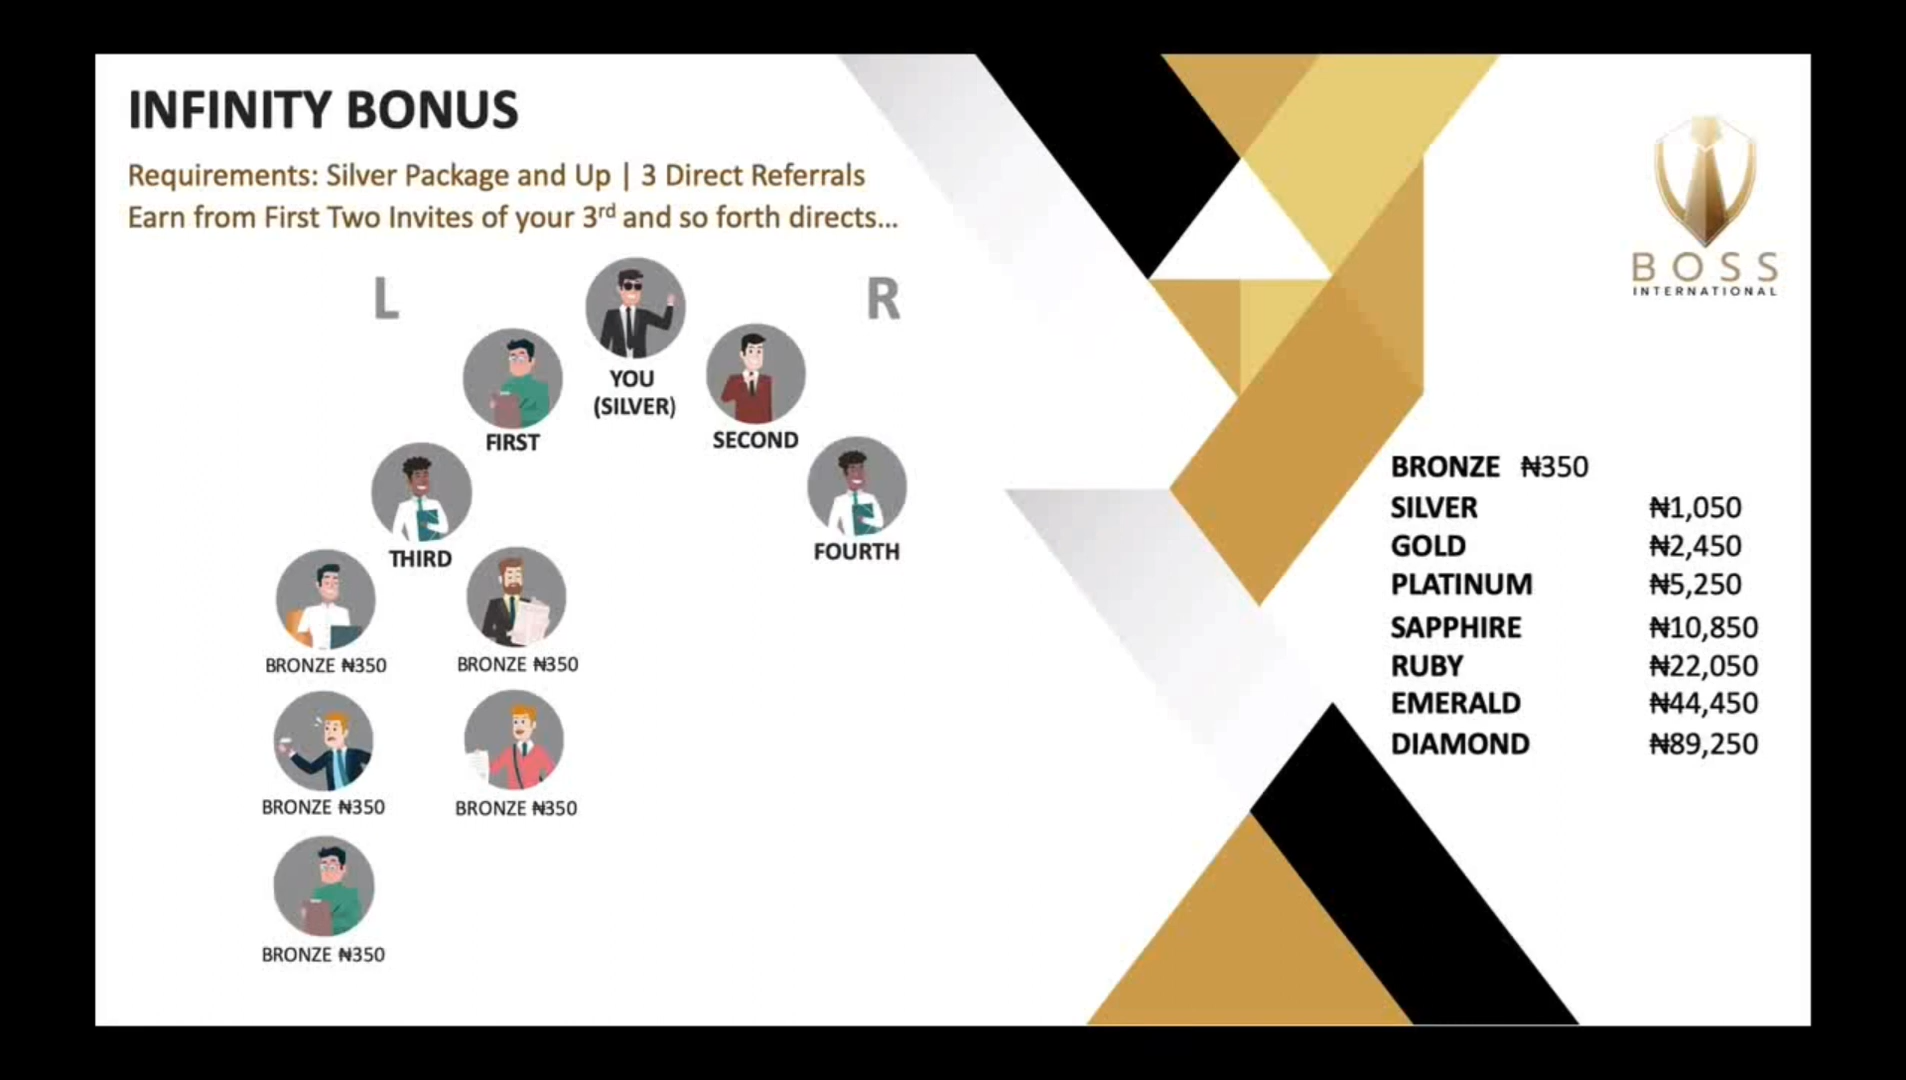 INFINITY BONUS
Requirements: Silver Package and Up | 3 Direct Referrals
Earn from First Two Invites of your 3rd and so forth directs...
L
R
YOU
(SILVER)
FIRST
SECOND
THIRD
FOURTH
BRONZE ₦350
BRONZE ₦350
BRONZE ₦350
BRONZE ₦350
BRONZE ₦350
BOSS
INTERNATIONAL
BRONZE ₦350
SILVER ₦1,050
GOLD ₦2,450
PLATINUM ₦5,250
SAPPHIRE ₦10,850
RUBY ₦22,050
EMERALD ₦44,450
DIAMOND ₦89,250